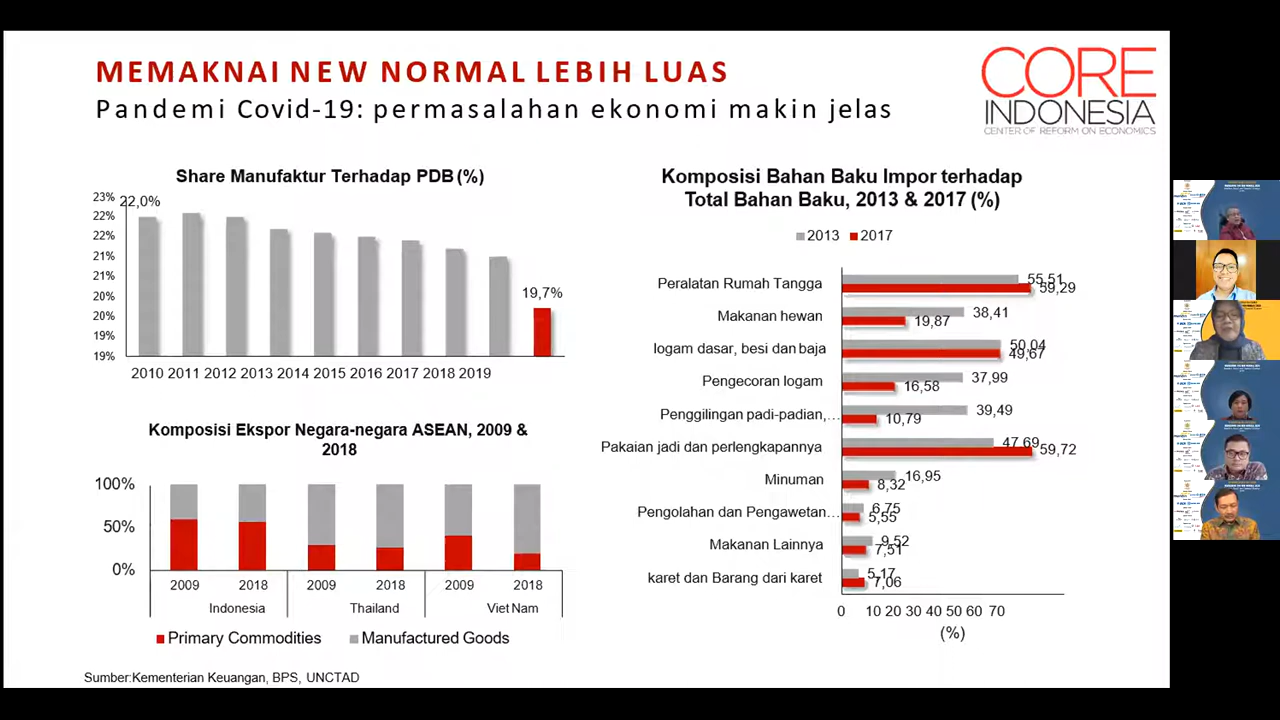 MEMAKNAI NEW NORMAL LEBIH LUAS
Pandemi Covid-19: permasalahan ekonomi makin jelas
CORE
INDONESIA
CENTER OF REFORM ON ECONOMICS
Share Manufaktur Terhadap PDB (%)
23%
22%
22%
21%
21%
20%
20%
19%
19%
22,0%
19,7%
2010 2011 2012 2013 2014 2015 2016 2017 2018 2019
Komposisi Ekspor Negara-negara ASEAN, 2009 &
2018
100%
50%
0%
2009 2018 2009 2018 2009 2018
Indonesia Thailand Viet Nam
Primary Commodities Manufactured Goods
Komposisi Bahan Baku Impor terhadap
Total Bahan Baku, 2013 & 2017 (%)
2013 2017
Peralatan Rumah Tangga 55,51
59,29
Makanan hewan 38,41
19,87
logam dasar, besi dan baja 50,04
49,67
Pengecoran logam 37,99
16,58
Penggilingan padi-padian,... 39,49
10,79
Pakaian jadi dan perlengkapannya 47,69
59,72
Minuman 16,95
8,32
Pengolahan dan Pengawetan... 6,75
5,55
Makanan Lainnya 9,52
7,51
karet dan Barang dari karet 5,17
7,06
0 10 20 30 40 50 60 70
(%)
Sumber:Kementerian Keuangan, BPS, UNCTAD